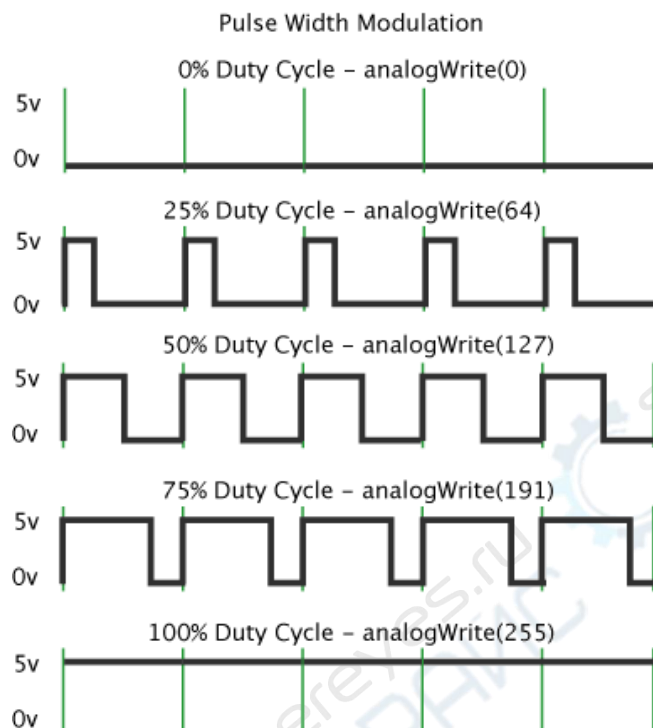 Pulse Width Modulation
0% Duty Cycle – analogWrite(0)
5v
0v
25% Duty Cycle – analogWrite(64)
5v
0v
50% Duty Cycle – analogWrite(127)
5v
0v
75% Duty Cycle – analogWrite(191)
5v
0v
100% Duty Cycle – analogWrite(255)
5v
0v